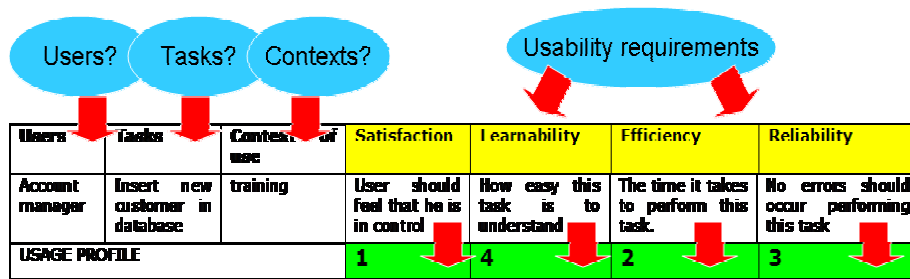 Users?
Tasks?
Contexts?
Usability requirements
Users Tasks Context of use Satisfaction Learnability Efficiency Reliability
Account manager
Insert new customer in database
training
User should feel that he is in control
How easy this task is to understand
The time it takes to perform this task.
No errors should occur performing this task
USAGE PROFILE 1 4 2 3